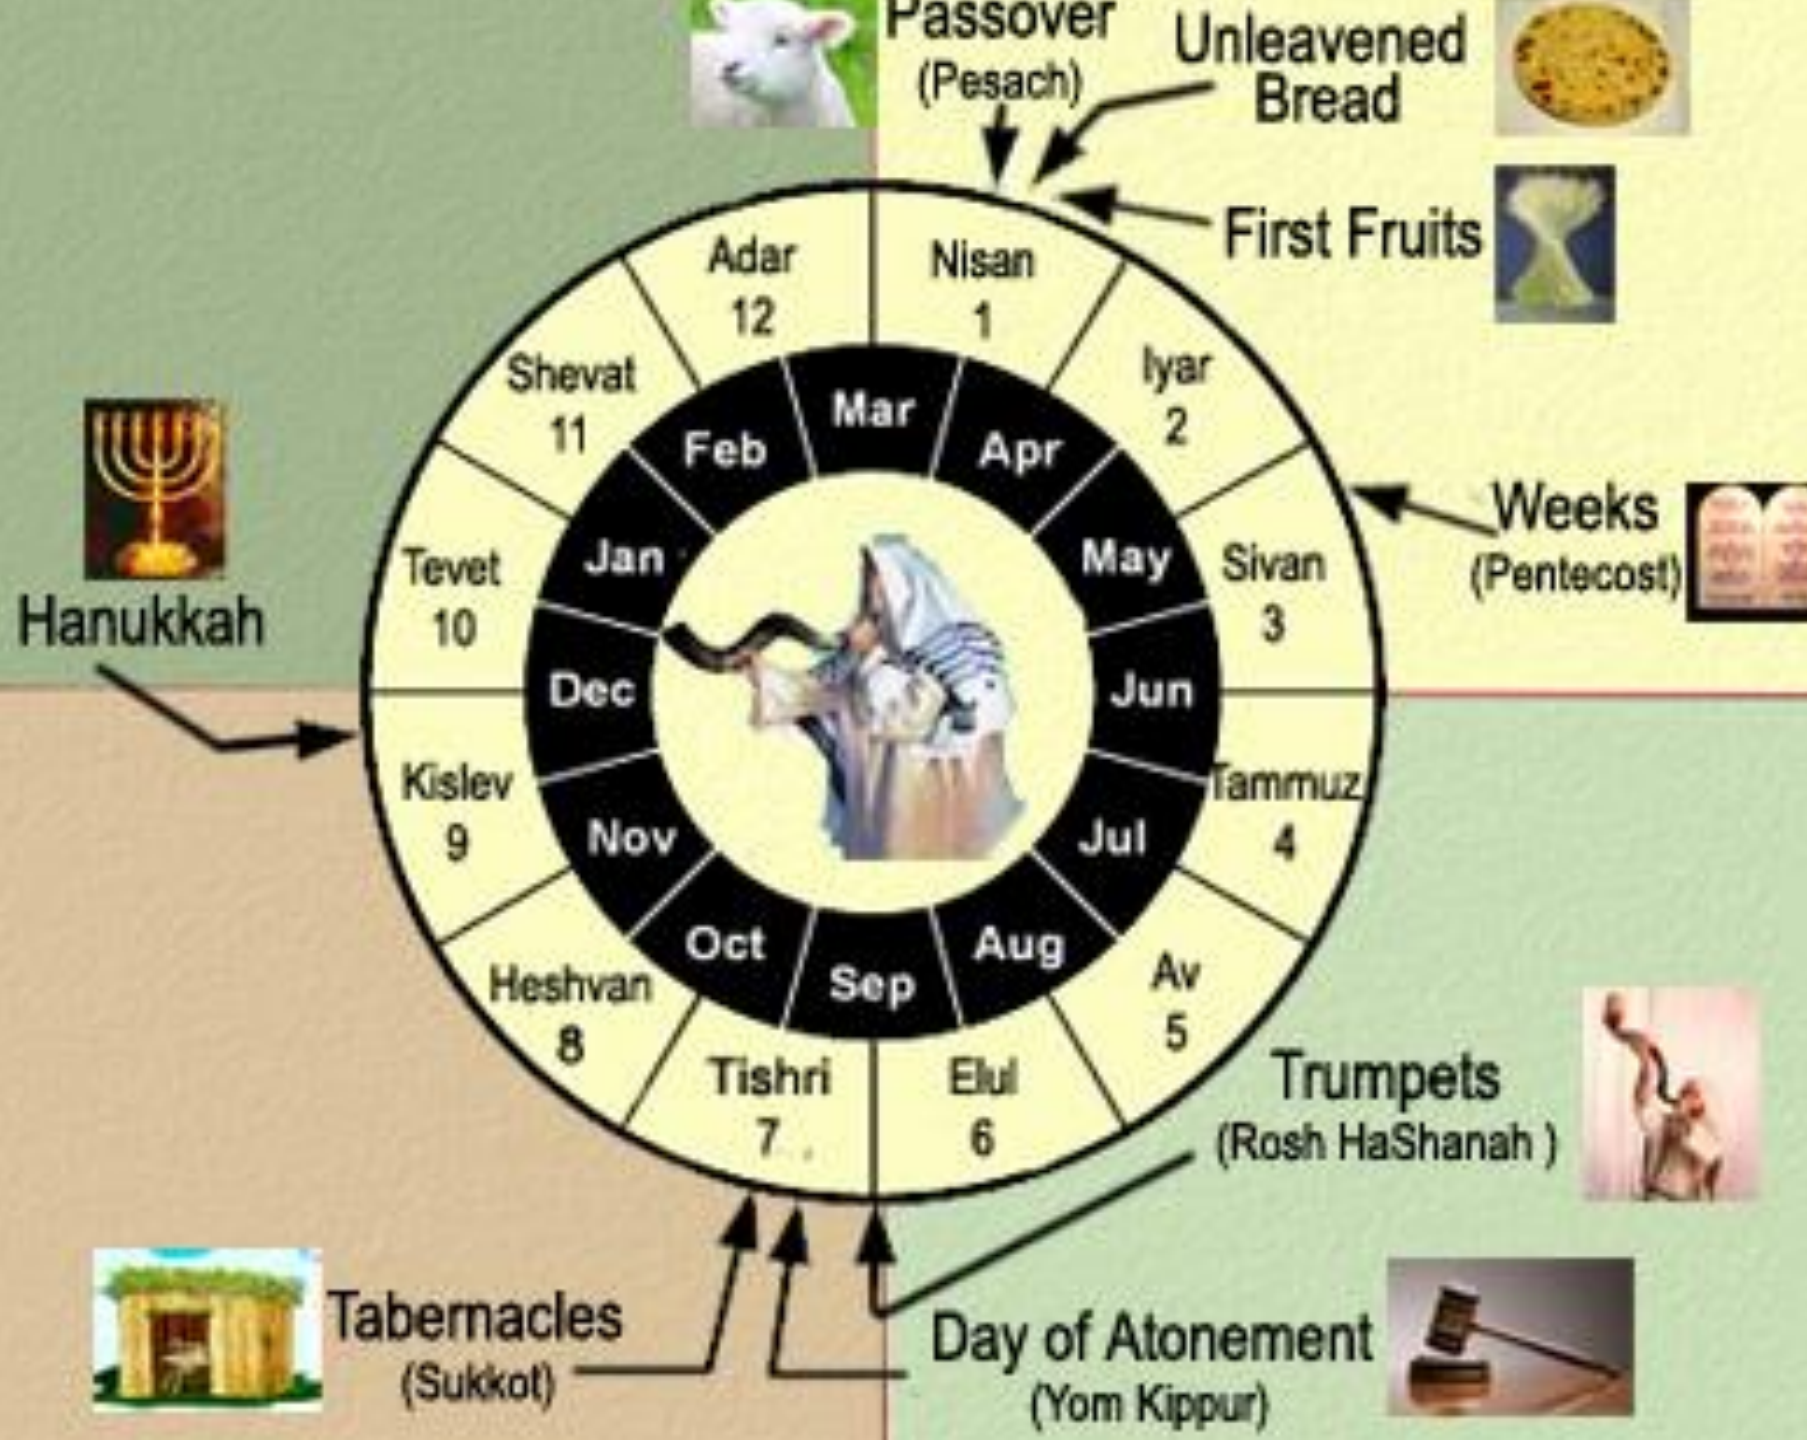 Passover
(Pesach)
Unleavened
Bread
First Fruits
Weeks
(Pentecost)
Trumpets
(Rosh HaShanah )
Day of Atonement
(Yom Kippur)
Tabernacles
(Sukkot)
Hanukkah
Nisan
1
Iyar
2
Sivan
3
Tammuz
4
Av
5
Elul
6
Tishri
7
Heshvan
8
Kislev
9
Tevet
10
Shevat
11
Adar
12
Mar
Apr
May
Jun
Jul
Aug
Sep
Oct
Nov
Dec
Jan
Feb